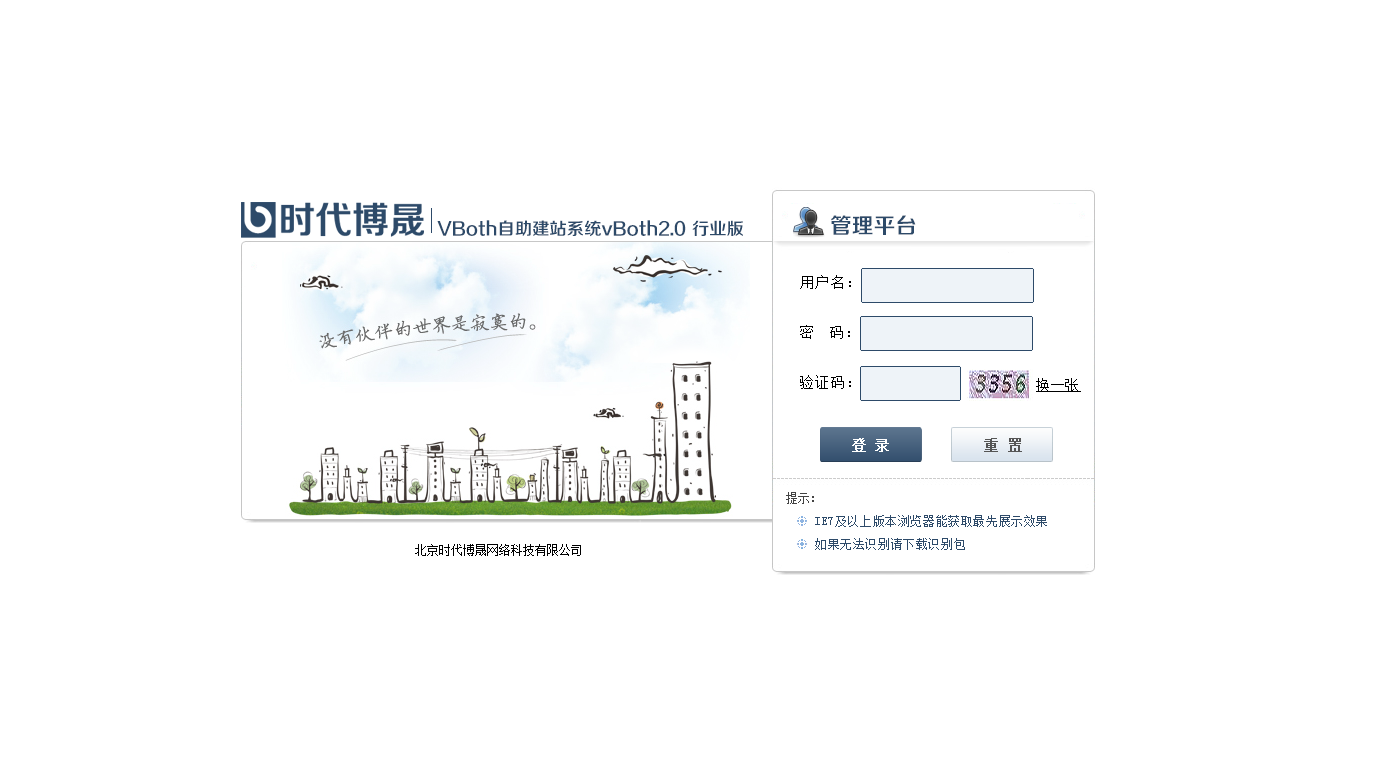 时代博晟
VBoth自助建站系统vBoth2.0 行业版
没有伙伴的世界是寂寞的。
北京时代博晟网络科技有限公司
管理平台
用户名：
密　码：
验证码： 3356 换一张
登 录 重 置
提示：
IE7及以上版本浏览器能获取最先展示效果
如果无法识别请下载识别包